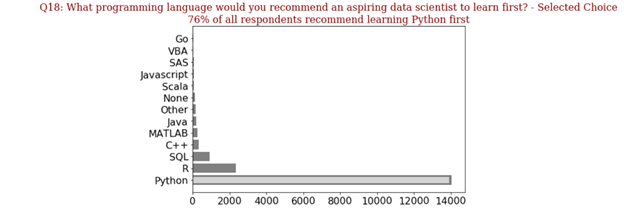 Q18: What programming language would you recommend an aspiring data scientist to learn first? - Selected Choice
76% of all respondents recommend learning Python first
Go
VBA
SAS
Javascript
Scala
None
Other
Java
MATLAB
C++
SQL
R
Python
0 2000 4000 6000 8000 10000 12000 14000